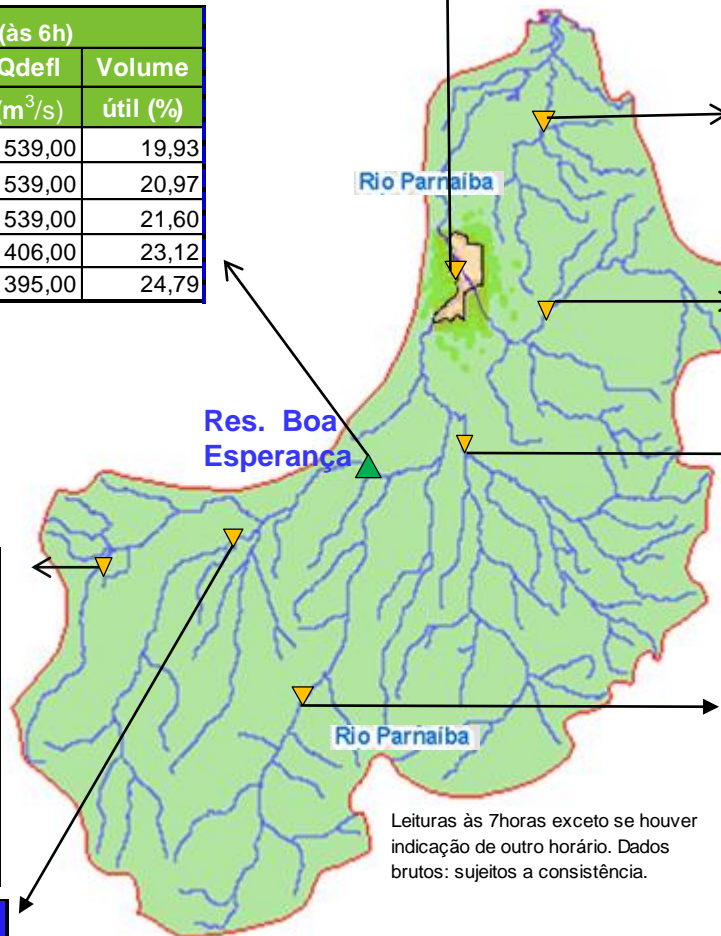 (às 6h)
Qdefl Volume
(m³/s) útil (%)
539,00 19,93
539,00 20,97
539,00 21,60
406,00 23,12
395,00 24,79
Rio Parnaíba
Res. Boa
Esperança
Rio Parnaíba
Leituras às 7horas exceto se houver
indicação de outro horário. Dados
brutos: sujeitos a consistência.